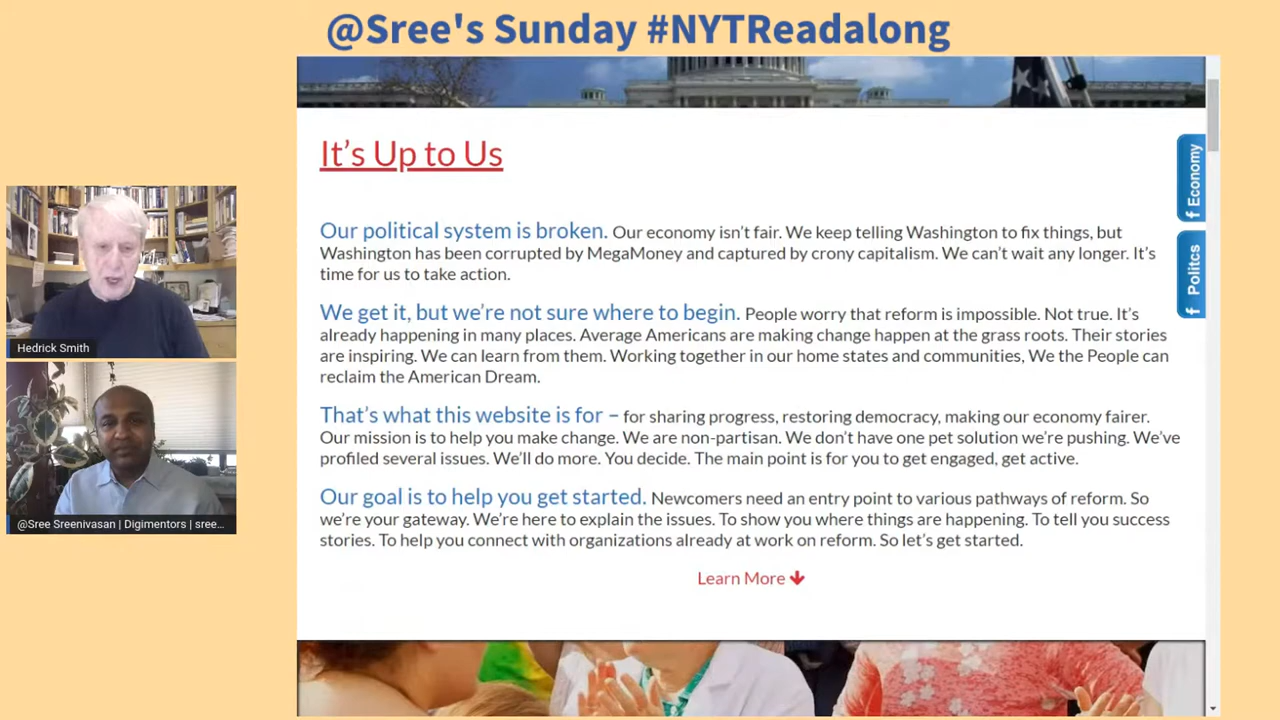 @Sree's Sunday #NYTReadalong
It's Up to Us
Our political system is broken. Our economy isn't fair. We keep telling Washington to fix things, but
Washington has been corrupted by MegaMoney and captured by crony capitalism. We can't wait any longer. It's
time for us to take action.
We get it, but we're not sure where to begin. People worry that reform is impossible. Not true. It's
already happening in many places. Average Americans are making change happen at the grass roots. Their stories
are inspiring. We can learn from them. Working together in our home states and communities, We the People can
reclaim the American Dream.
That's what this website is for – for sharing progress, restoring democracy, making our economy fairer.
Our mission is to help you make change. We are non-partisan. We don't have one pet solution we're pushing. We've
profiled several issues. We'll do more. You decide. The main point is for you to get engaged, get active.
Our goal is to help you get started. Newcomers need an entry point to various pathways of reform. So
we're your gateway. We're here to explain the issues. To show you where things are happening. To tell you success
stories. To help you connect with organizations already at work on reform. So let's get started.
Learn More
f Economy
f Politcs
Hedrick Smith
@Sree Sreenivasan | Digimentors | sree...